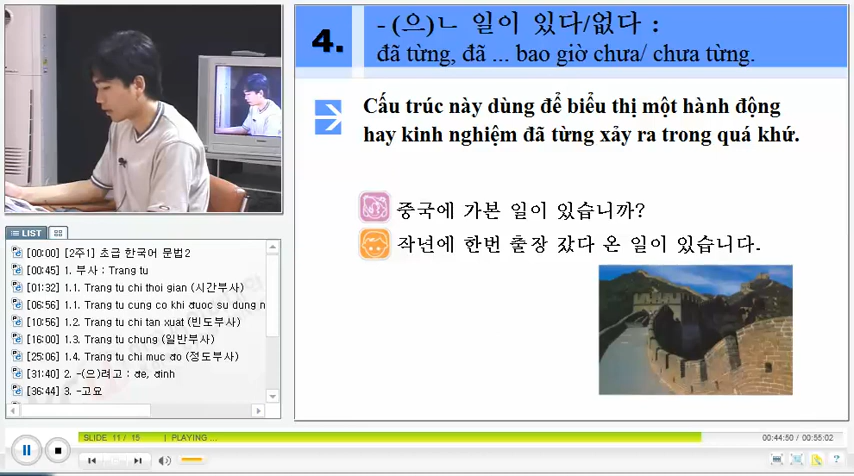 4.
- (으)ㄴ 일이 있다/없다 :
đã từng, đã ... bao giờ chưa/ chưa từng.
Cấu trúc này dùng để biểu thị một hành động
hay kinh nghiệm đã từng xảy ra trong quá khứ.
중국에 가본 일이 있습니까?
작년에 한번 출장 갔다 온 일이 있습니다.
LIST
[00:00] [2주1] 초급 한국어 문법2
[00:45] 1. 부사 : Trang tu
[01:32] 1.1. Trang tu chi thoi gian (시간부사)
[06:56] 1.1. Trang tu cung co khi đuoc su dung n
[10:56] 1.2. Trang tu chi tan xuat (빈도부사)
[16:00] 1.3. Trang tu chung (일반부사)
[25:06] 1.4. Trang tu chi muc đo (정도부사)
[31:40] 2. -(으)려고 : đe, đinh
[36:44] 3. -고요
SLIDE 11 / 15 PLAYING ...
00:44:50 / 00:55:02